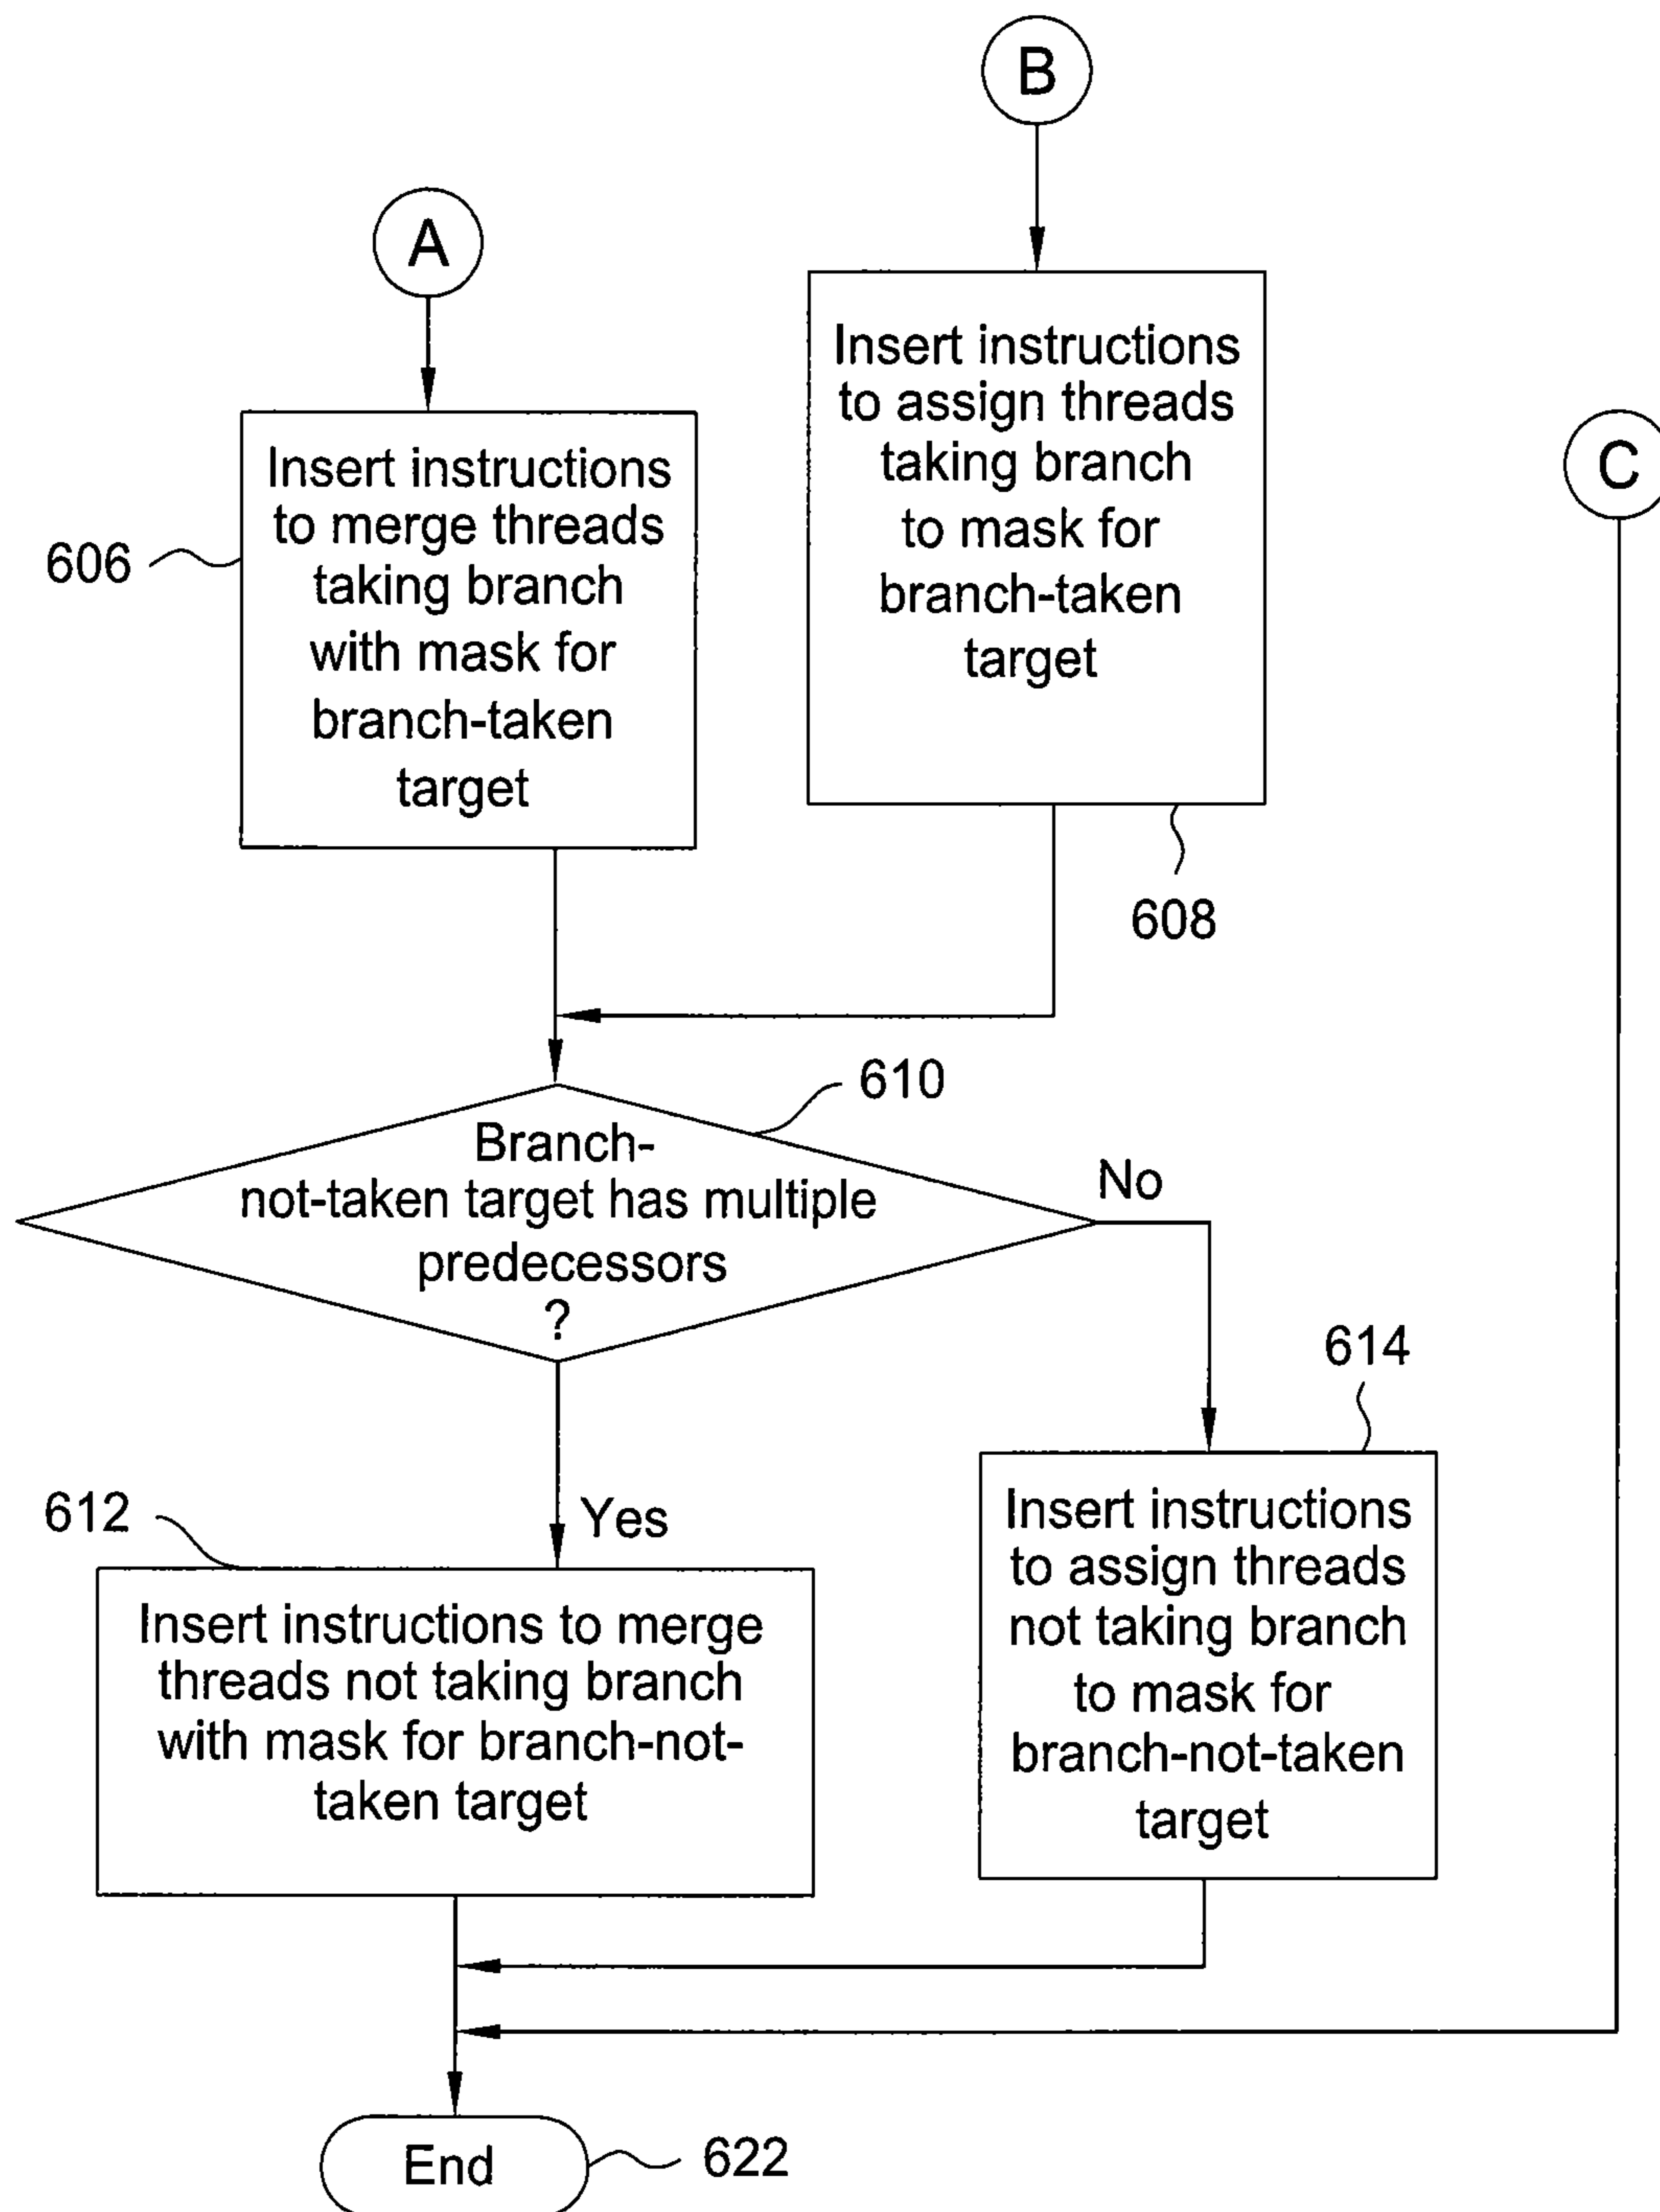 B
A
Insert instructions
to assign threads
taking branch
to mask for
branch-taken
target
C
Insert instructions
to merge threads
taking branch
with mask for
branch-taken
target
606
608
610
Branch-
not-taken target has multiple
predecessors
?
No
614
Yes
612
Insert instructions to merge
threads not taking branch
with mask for branch-not-
taken target
Insert instructions
to assign threads
not taking branch
to mask for
branch-not-taken
target
End
622